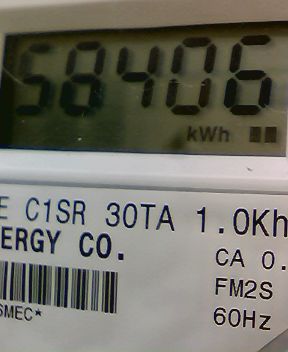 58406
kWh
E C1SR 30TA 1.0Kh
ERGY CO.
CA 0.
FM2S
SMEC*
60Hz